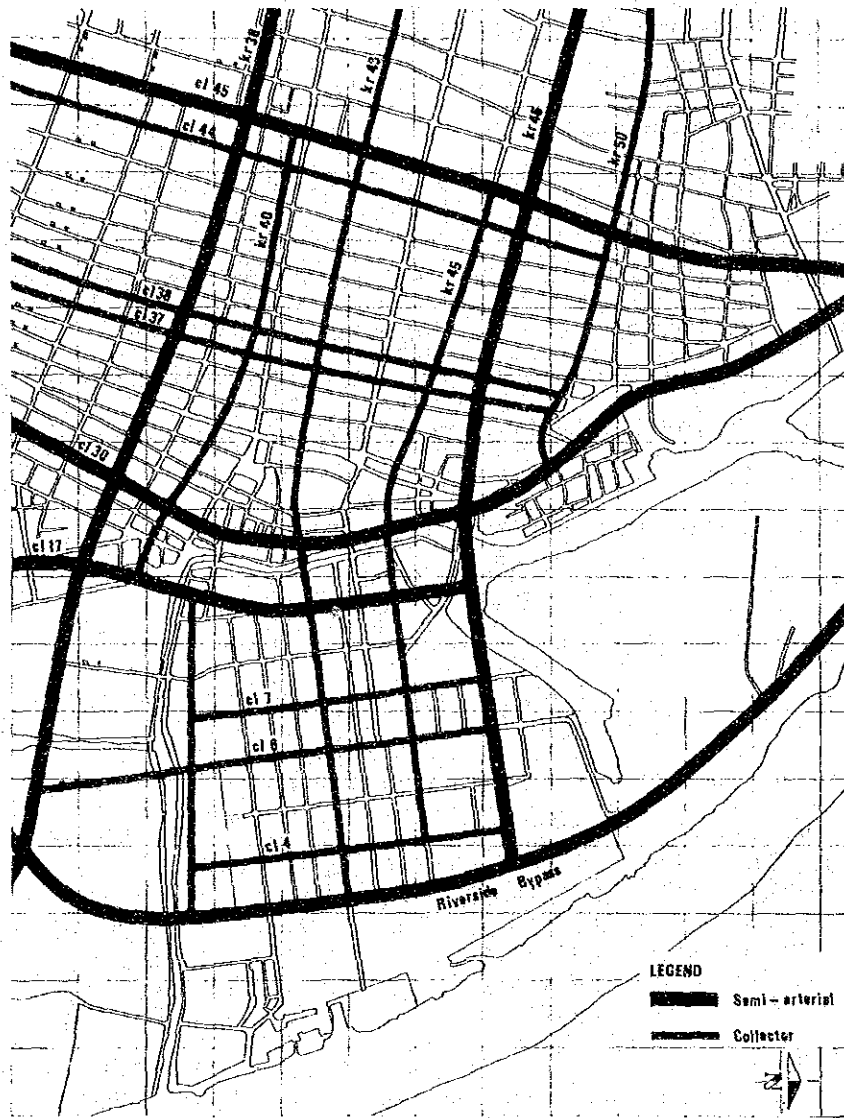 kr 38
cl 45
kr 43
cl 44
kr 46
kr 50
kr 40
kr 45
cl 38
cl 37
cl 30
cl 17
cl 7
cl 6
cl 4
Riverside Bypass
LEGEND
Semi-arterial
Collector
N